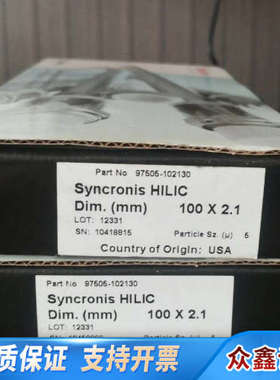 Part No 97505-102130
Syncronis HILIC
Dim. (mm) 100 X 2.1
LOT: 12331
SN: 10418815 Particle Sz. (µ) 5
Country of Origin: USA
Part No 97505-102130
Syncronis HILIC
Dim. (mm) 100 X 2.1
LOT: 12331
质量保证 支持开票
众鑫